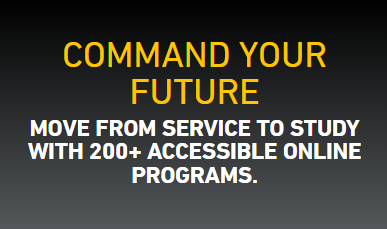 COMMAND YOUR
FUTURE
MOVE FROM SERVICE TO STUDY
WITH 200+ ACCESSIBLE ONLINE
PROGRAMS.